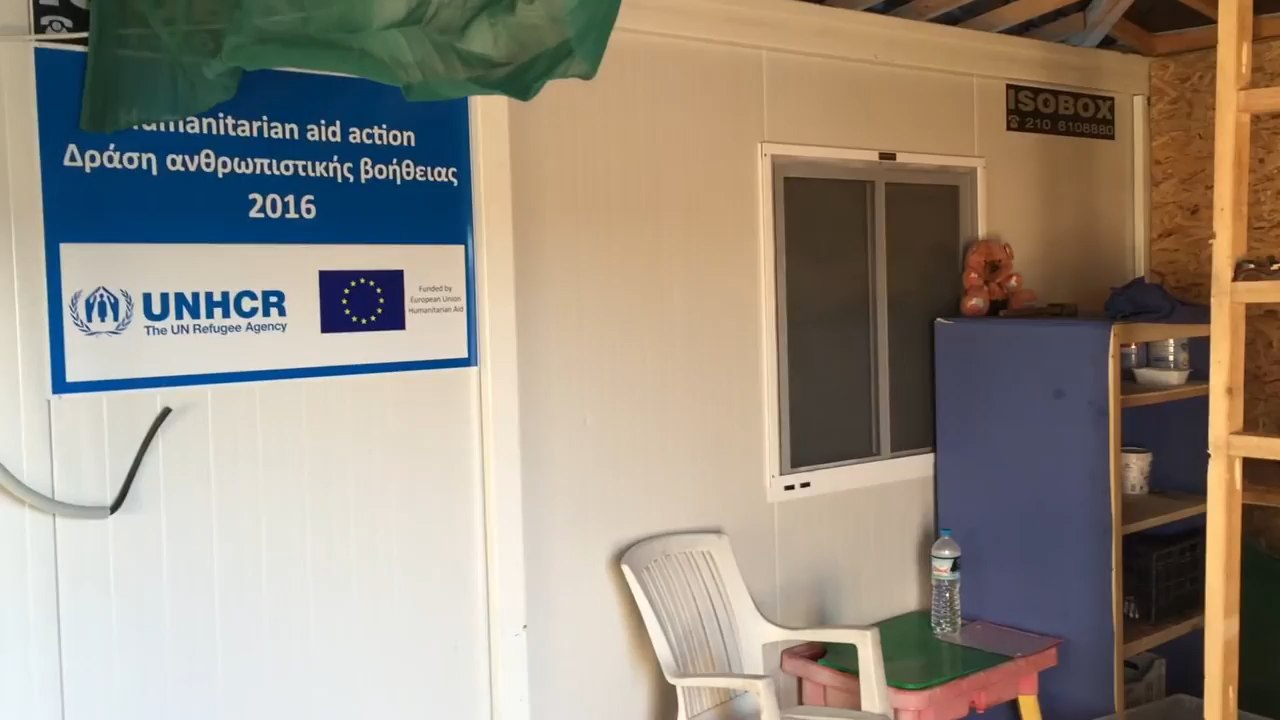 Humanitarian aid action
Δράση ανθρωπιστικής βοήθειας
2016
UNHCR
The UN Refugee Agency
Funded by
European Union
Humanitarian Aid
ISOBOX
☎ 210 6108880